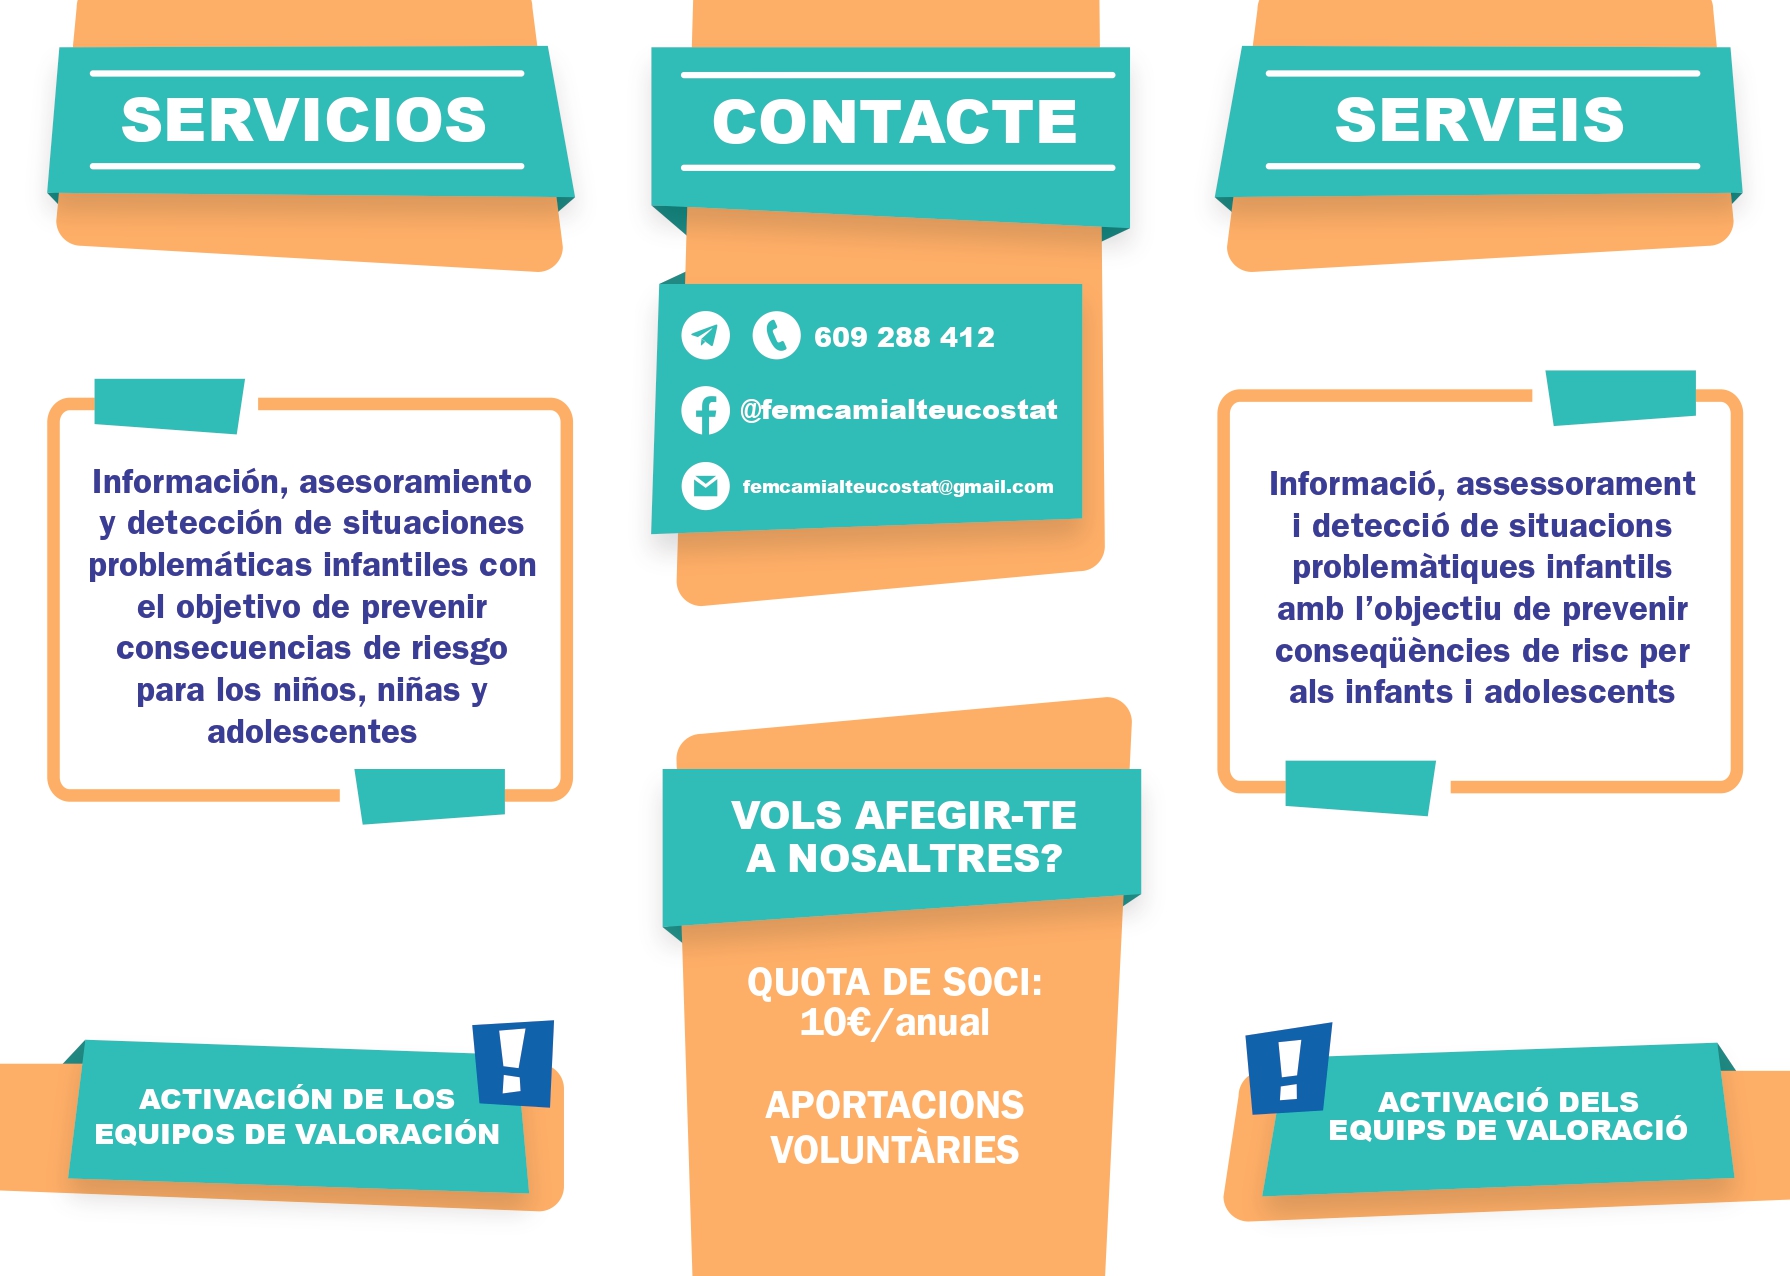 SERVICIOS
Información, asesoramiento
y detección de situaciones
problemáticas infantiles con
el objetivo de prevenir
consecuencias de riesgo
para los niños, niñas y
adolescentes
ACTIVACIÓN DE LOS
EQUIPOS DE VALORACIÓN
!
CONTACTE
609 288 412
@femcamialteucostat
femcamialteucostat@gmail.com
VOLS AFEGIR-TE
A NOSALTRES?
QUOTA DE SOCI:
10€/anual
APORTACIONS
VOLUNTÀRIES
SERVEIS
Informació, assessorament
i detecció de situacions
problemàtiques infantils
amb l’objectiu de prevenir
conseqüències de risc per
als infants i adolescents
!
ACTIVACIÓ DELS
EQUIPS DE VALORACIÓ